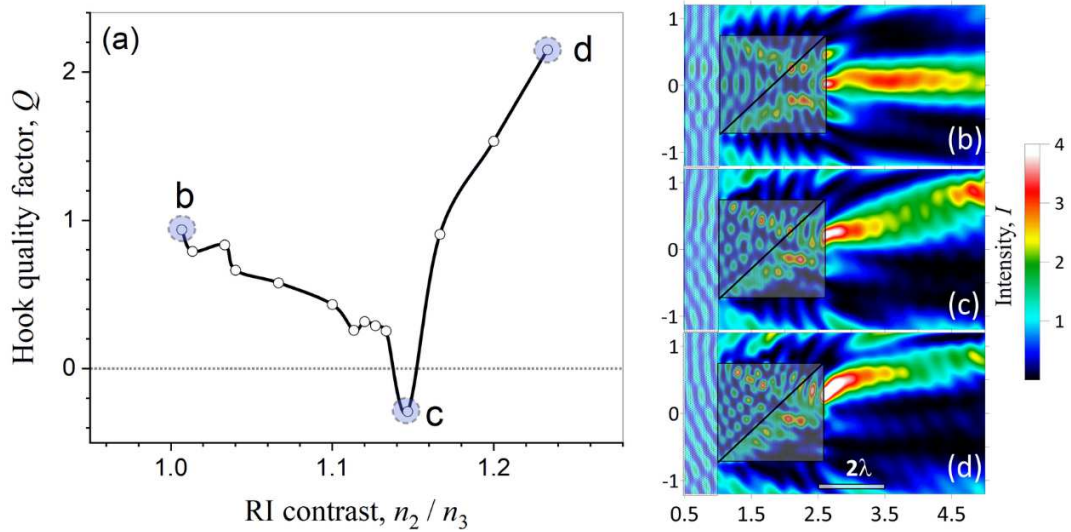 (a)
Hook quality factor, Q
2
1
0
b
c
d
1.0
1.1
1.2
RI contrast, n₂ / n₃
1
0
-1
(b)
1
0
-1
(c)
1
0
-1
(d)
2λ
0.5
1.5
2.5
3.5
4.5
4
3
2
1
Intensity, I